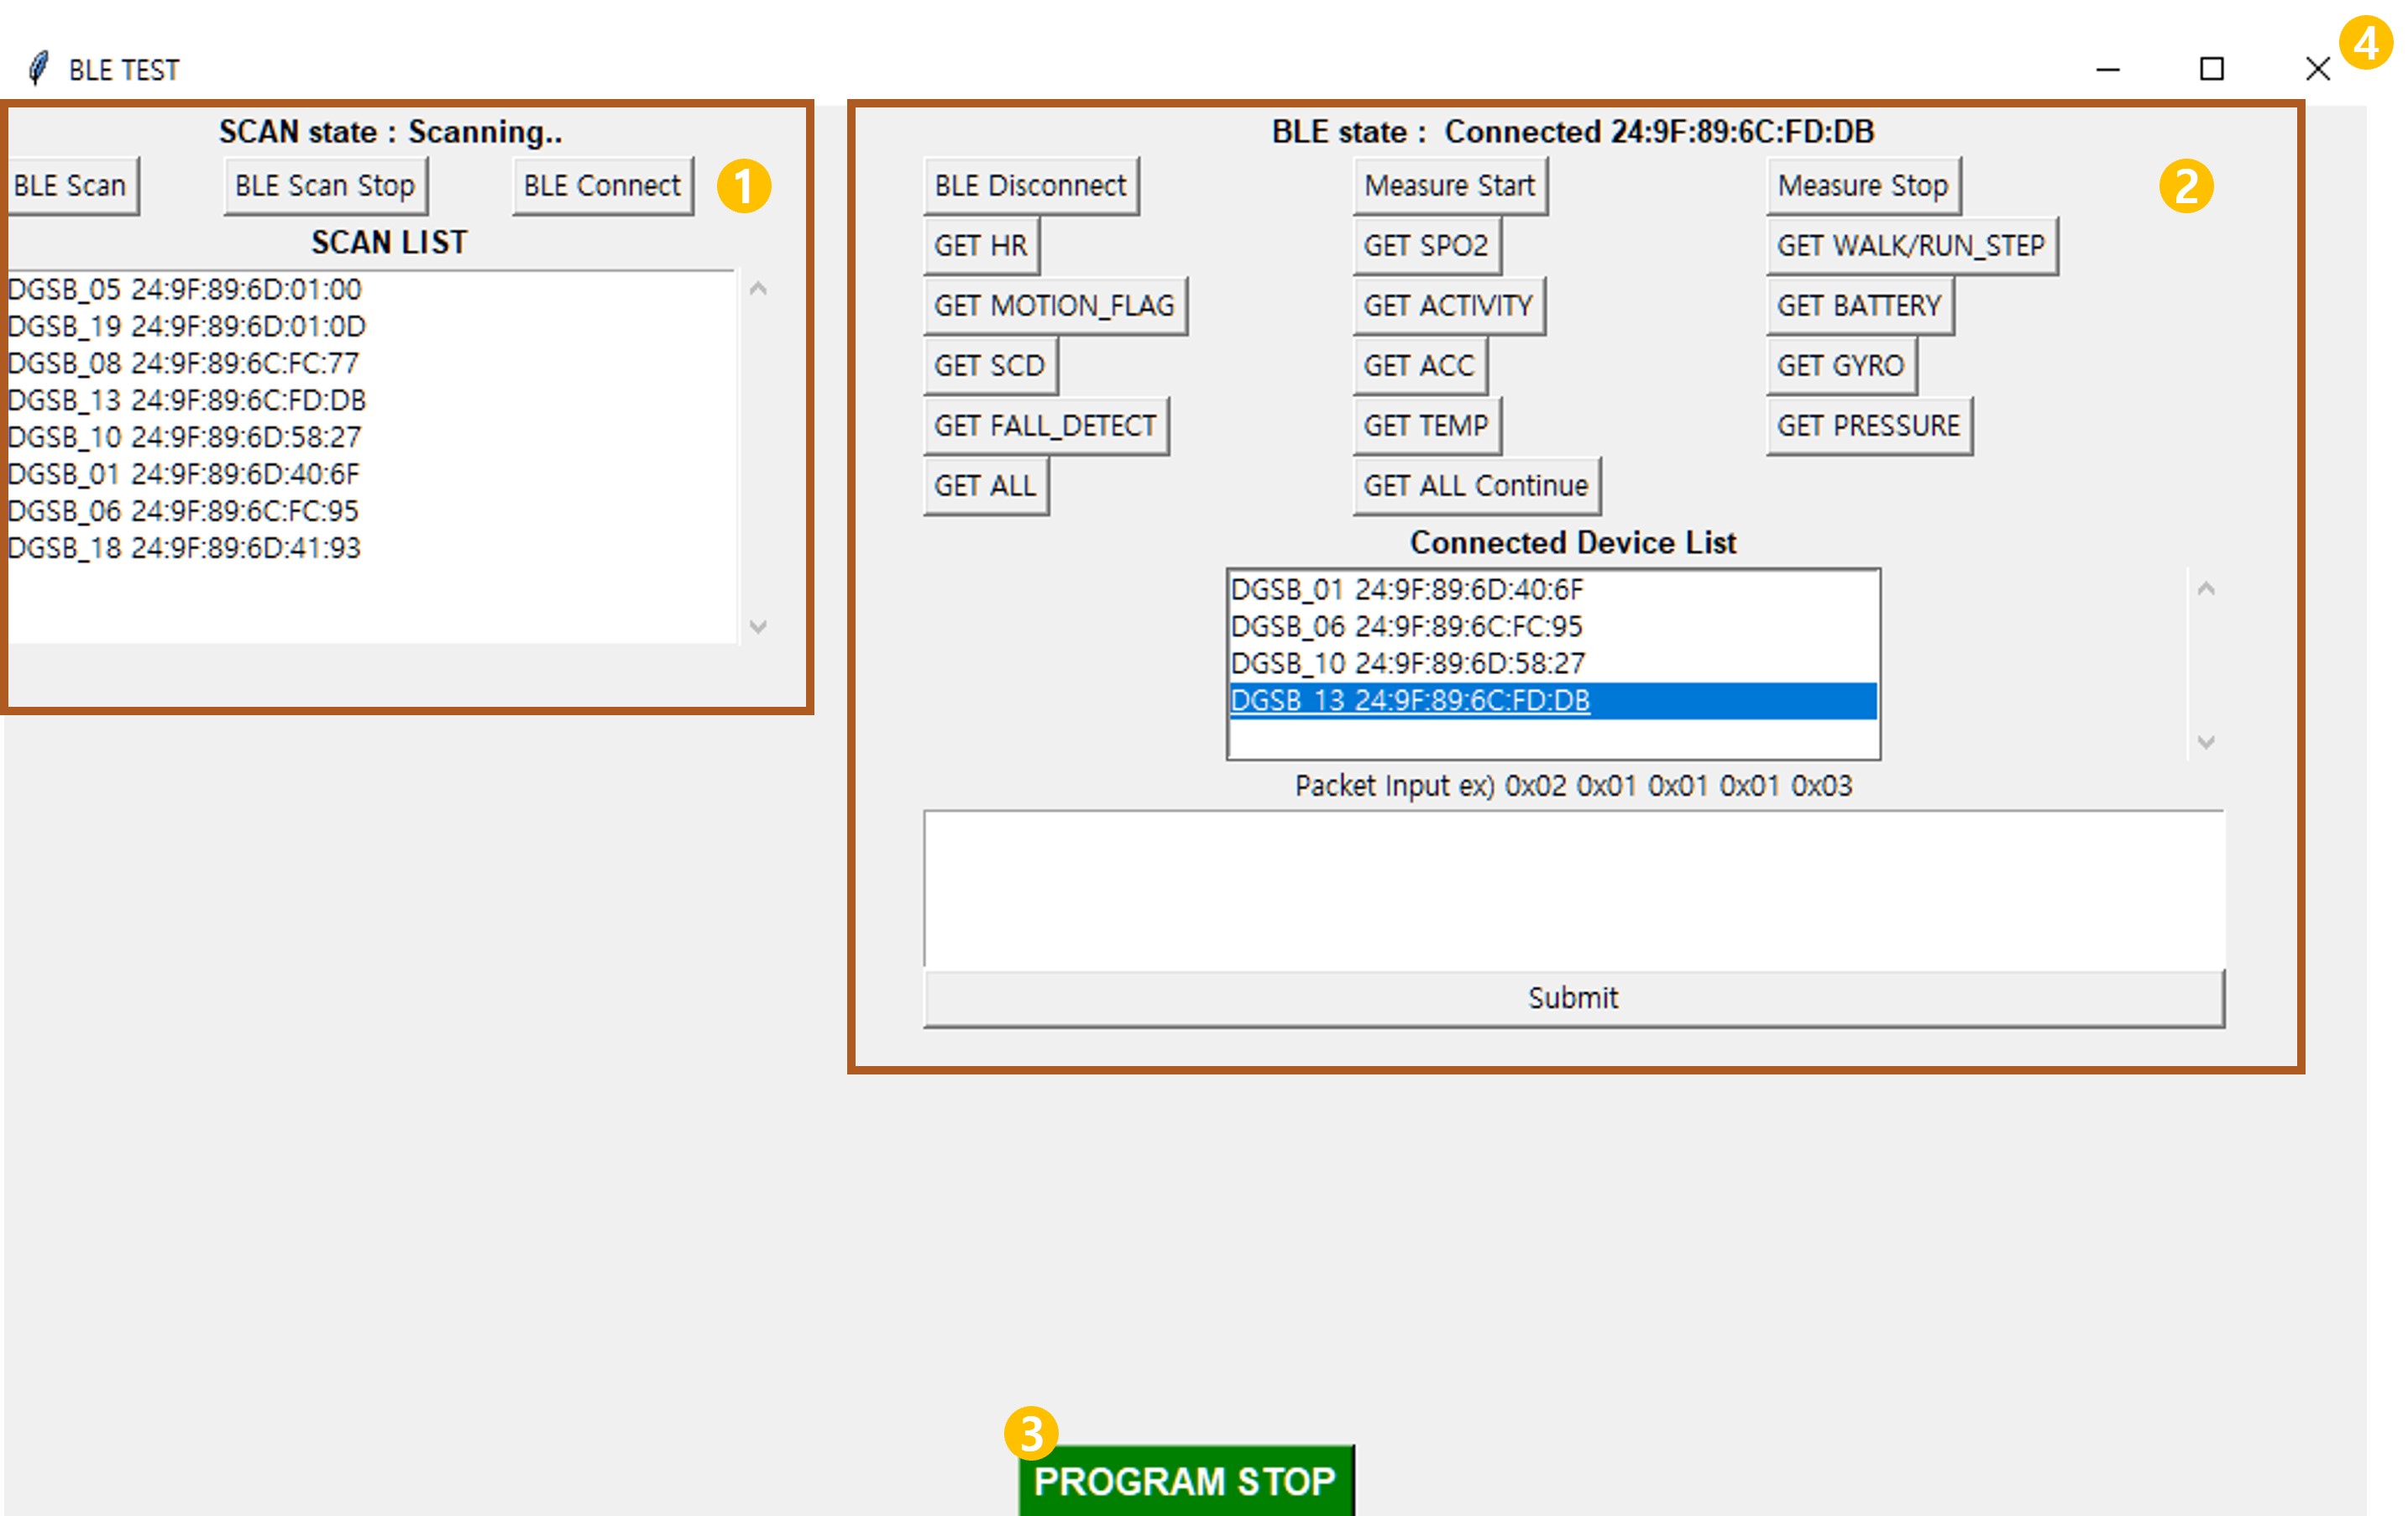 BLE TEST
4
SCAN state : Scanning..
BLE Scan
BLE Scan Stop
BLE Connect
1
SCAN LIST
DGSB_05 24:9F:89:6D:01:00
DGSB_19 24:9F:89:6D:01:0D
DGSB_08 24:9F:89:6C:FC:77
DGSB_13 24:9F:89:6C:FD:DB
DGSB_10 24:9F:89:6D:58:27
DGSB_01 24:9F:89:6D:40:6F
DGSB_06 24:9F:89:6C:FC:95
DGSB_18 24:9F:89:6D:41:93
BLE state : Connected 24:9F:89:6C:FD:DB
BLE Disconnect
Measure Start
Measure Stop
2
GET HR
GET SPO2
GET WALK/RUN_STEP
GET MOTION_FLAG
GET ACTIVITY
GET BATTERY
GET SCD
GET ACC
GET GYRO
GET FALL_DETECT
GET TEMP
GET PRESSURE
GET ALL
GET ALL Continue
Connected Device List
DGSB_01 24:9F:89:6D:40:6F
DGSB_06 24:9F:89:6C:FC:95
DGSB_10 24:9F:89:6D:58:27
DGSB_13 24:9F:89:6C:FD:DB
Packet Input ex) 0x02 0x01 0x01 0x01 0x03
Submit
3
PROGRAM STOP